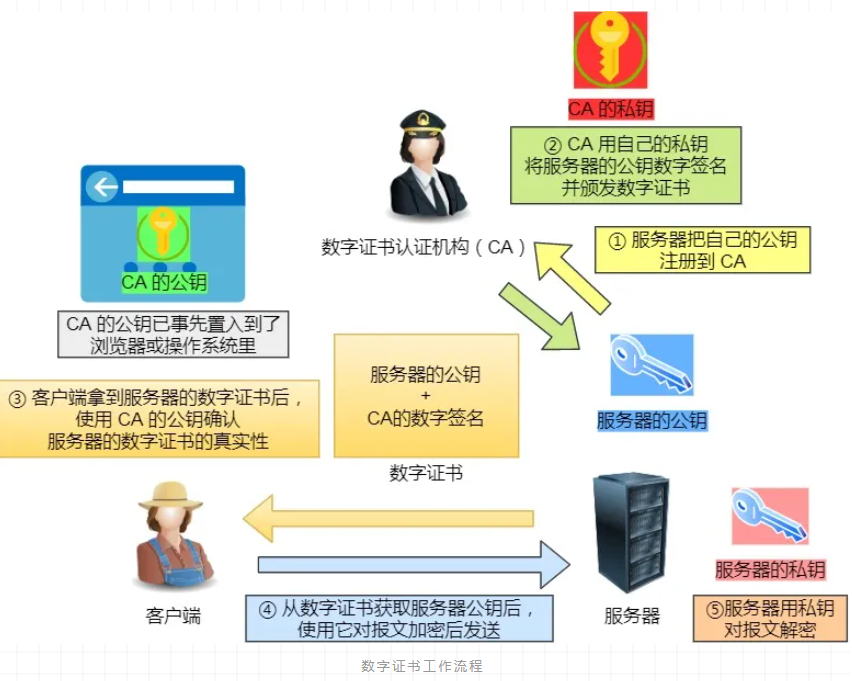 CA 的私钥
② CA 用自己的私钥
将服务器的公钥数字签名
并颁发数字证书
数字证书认证机构（CA）
① 服务器把自己的公钥
注册到 CA
CA 的公钥
CA 的公钥已事先置入到了
浏览器或操作系统里
服务器的公钥
+
CA的数字签名
数字证书
服务器的公钥
③ 客户端拿到服务器的数字证书后，
使用 CA 的公钥确认
服务器的数字证书的真实性
客户端
服务器
服务器的私钥
④ 从数字证书获取服务器公钥后，
使用它对报文加密后发送
⑤服务器用私钥
对报文解密
数字证书工作流程